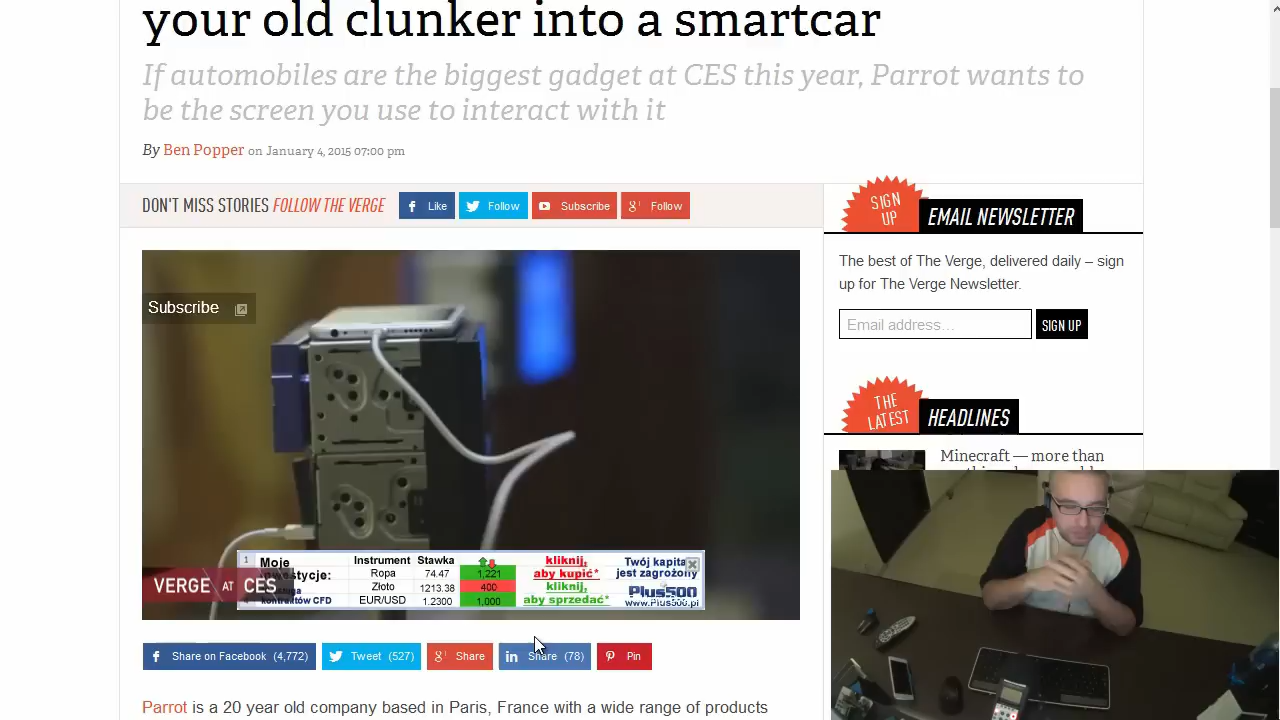 your old clunker into a smartcar
If automobiles are the biggest gadget at CES this year, Parrot wants to
be the screen you use to interact with it
By Ben Popper on January 4, 2015 07:00 pm
DON'T MISS STORIES FOLLOW THE VERGE
Like
Follow
Subscribe
Follow
SIGN UP
EMAIL NEWSLETTER
The best of The Verge, delivered daily – sign
up for The Verge Newsletter.
Email address...
SIGN UP
THE LATEST
HEADLINES
Minecraft — more than
Subscribe
Moje
Instrument Stawka
Ropa 74.47 1,221
Złoto 1213.38 400
EUR/USD 1.2300 1,000
kontraktów CFD
kliknij,
aby kupić*
kliknij,
aby sprzedać*
Twój kapitał
jest zagrożony
Plus500
www.Plus500.pl
VERGE AT CES
Share on Facebook (4,772)
Tweet (527)
Share
Share (78)
Pin
Parrot is a 20 year old company based in Paris, France with a wide range of products